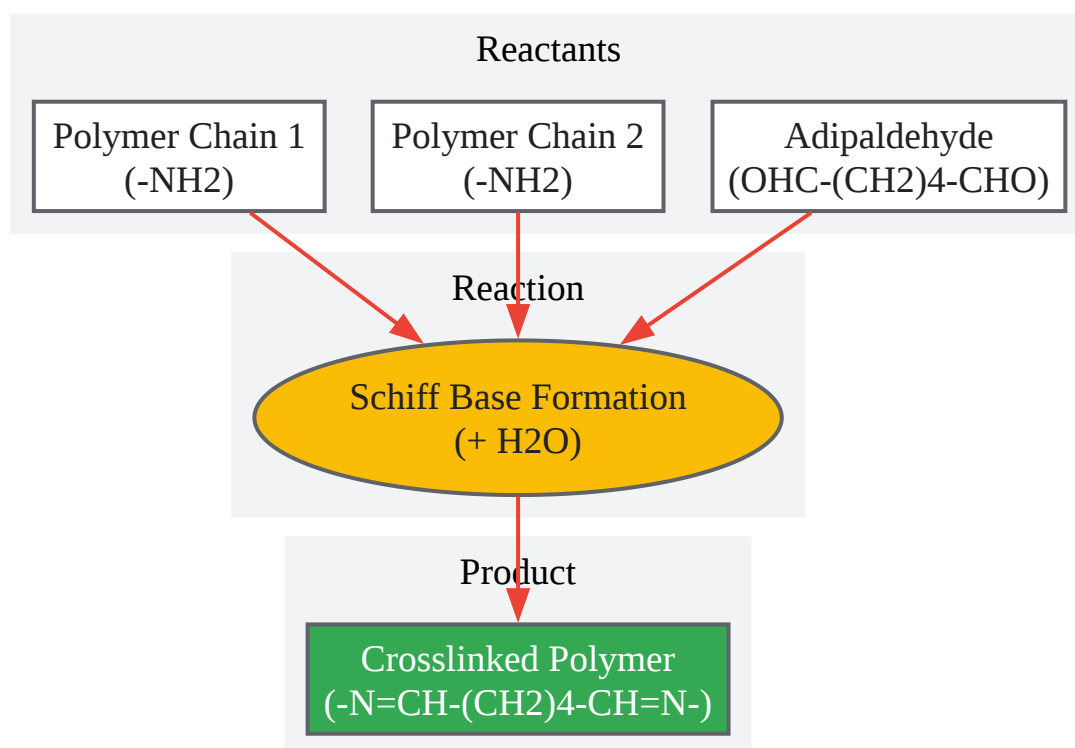 Reactants
Polymer Chain 1
(-NH2)
Polymer Chain 2
(-NH2)
Adipaldehyde
(OHC-(CH2)4-CHO)
Reaction
Schiff Base Formation
(+ H2O)
Product
Crosslinked Polymer
(-N=CH-(CH2)4-CH=N-)